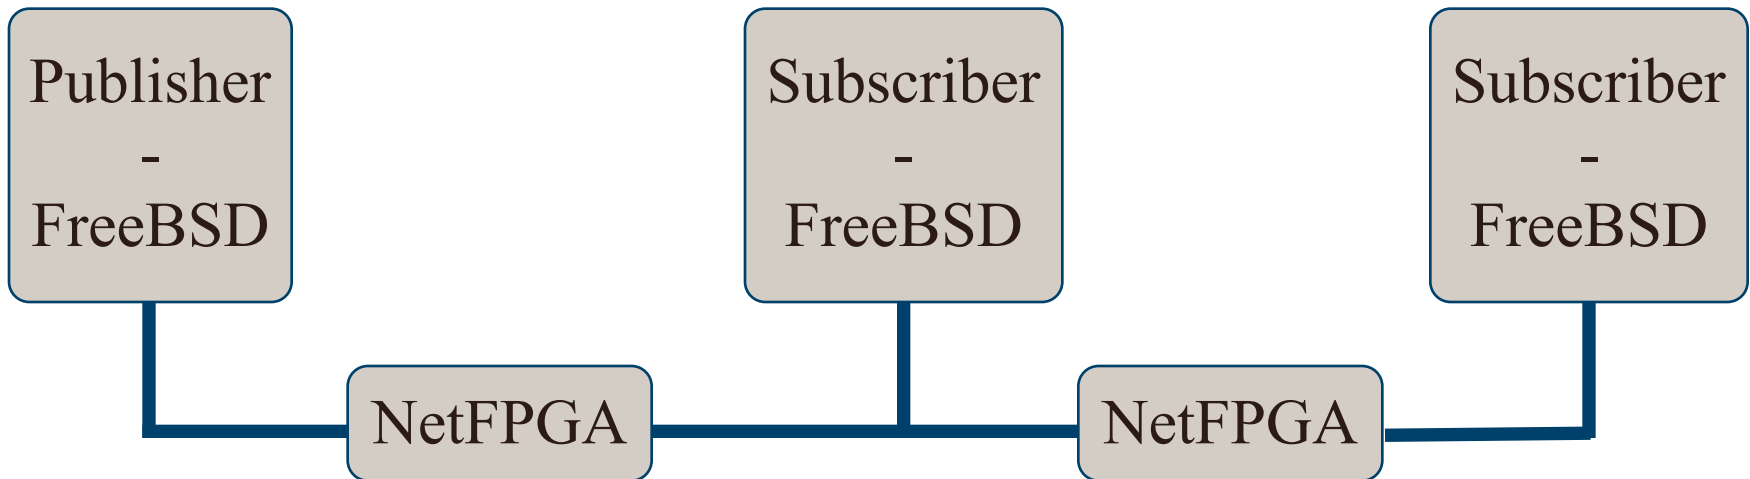 Publisher
-
FreeBSD
Subscriber
-
FreeBSD
Subscriber
-
FreeBSD
NetFPGA
NetFPGA